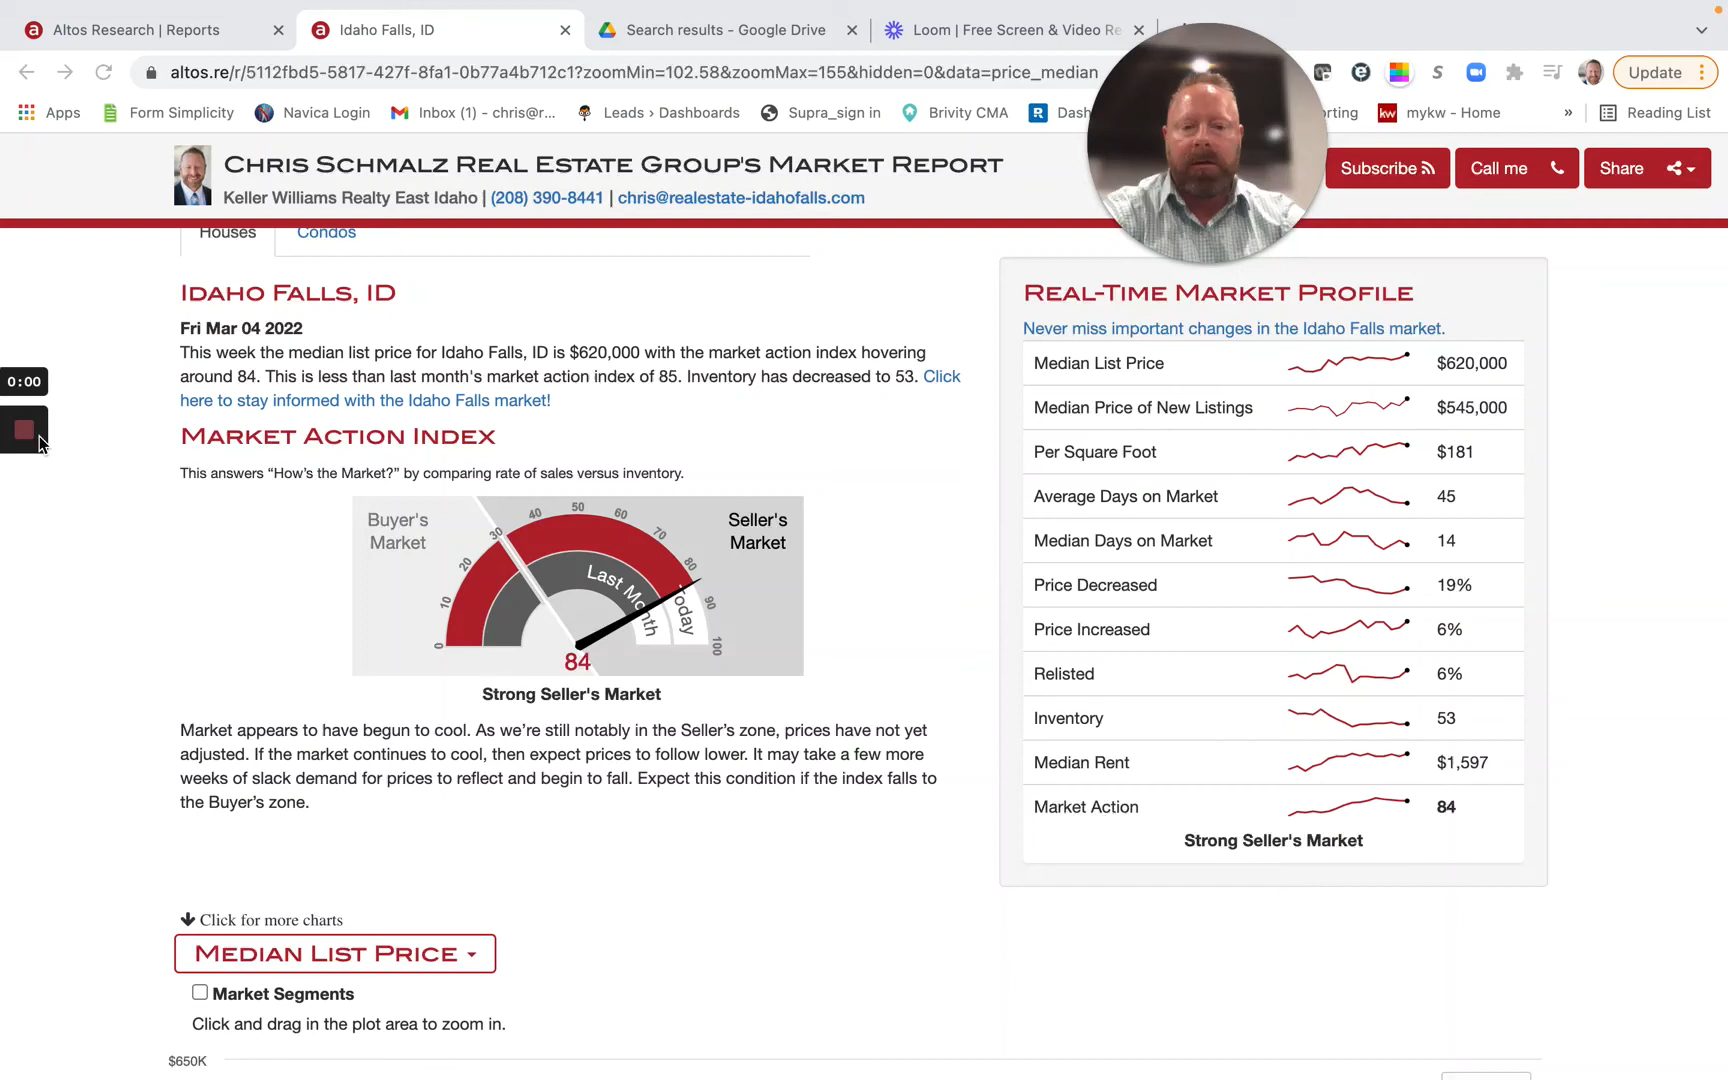 Altos Research | Reports
Idaho Falls, ID
Search results - Google Drive
Loom | Free Screen & Video Re
altos.re/r/5112fbd5-5817-427f-8fa1-0b77a4b712c1?zoomMin=102.58&zoomMax=155&hidden=0&data=price_median
Update
Apps
Form Simplicity
Navica Login
Inbox (1) - chris@r...
Leads > Dashboards
Supra_sign in
Brivity CMA
Dash
orting
mykw - Home
»
Reading List
CHRIS SCHMALZ REAL ESTATE GROUP'S MARKET REPORT
Keller Williams Realty East Idaho | (208) 390-8441 | chris@realestate-idahofalls.com
Subscribe
Call me
Share
Houses
Condos
IDAHO FALLS, ID
Fri Mar 04 2022
This week the median list price for Idaho Falls, ID is $620,000 with the market action index hovering
around 84. This is less than last month's market action index of 85. Inventory has decreased to 53. Click
here to stay informed with the Idaho Falls market!
MARKET ACTION INDEX
This answers “How’s the Market?” by comparing rate of sales versus inventory.
Buyer's
Market
Seller's
Market
0
10
20
30
40
50
60
70
80
90
100
Last Month
Today
84
Strong Seller's Market
Market appears to have begun to cool. As we’re still notably in the Seller’s zone, prices have not yet
adjusted. If the market continues to cool, then expect prices to follow lower. It may take a few more
weeks of slack demand for prices to reflect and begin to fall. Expect this condition if the index falls to
the Buyer’s zone.
Click for more charts
MEDIAN LIST PRICE
Market Segments
Click and drag in the plot area to zoom in.
$650K
REAL-TIME MARKET PROFILE
Never miss important changes in the Idaho Falls market.
Median List Price $620,000
Median Price of New Listings $545,000
Per Square Foot $181
Average Days on Market 45
Median Days on Market 14
Price Decreased 19%
Price Increased 6%
Relisted 6%
Inventory 53
Median Rent $1,597
Market Action 84
Strong Seller's Market
0:00